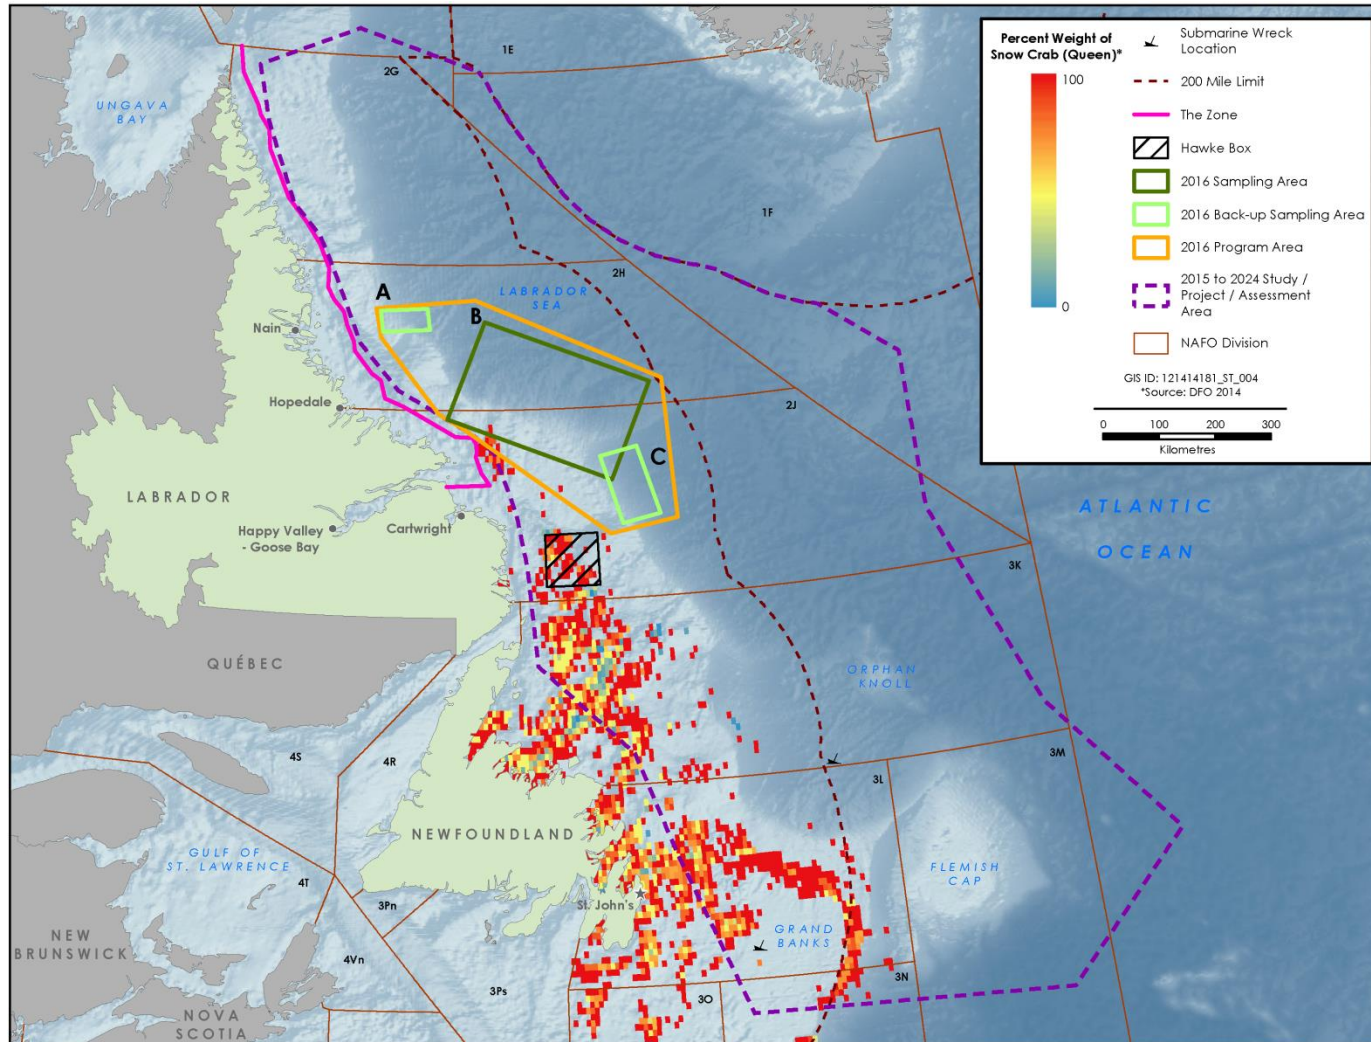 Percent Weight of
Snow Crab (Queen)*
100
0
Submarine Wreck
Location
200 Mile Limit
The Zone
Hawke Box
2016 Sampling Area
2016 Back-up Sampling Area
2016 Program Area
2015 to 2024 Study /
Project / Assessment
Area
NAFO Division
GIS ID: 121414181_ST_004
*Source: DFO 2014
0 100 200 300
Kilometres
1E
2G
UNGAVA
BAY
1F
2H
LABRADOR
SEA
A
B
Nain
Hopedale
2J
C
LABRADOR
Happy Valley
- Goose Bay
Cartwright
ATLANTIC
OCEAN
3K
QUÉBEC
ORPHAN
KNOLL
4S
4R
3M
3L
NEWFOUNDLAND
GULF OF
ST. LAWRENCE
FLEMISH
CAP
4T
3Pn
St. John's
GRAND
BANKS
NEW
BRUNSWICK
4Vn
3Ps
3O
3N
NOVA
SCOTIA